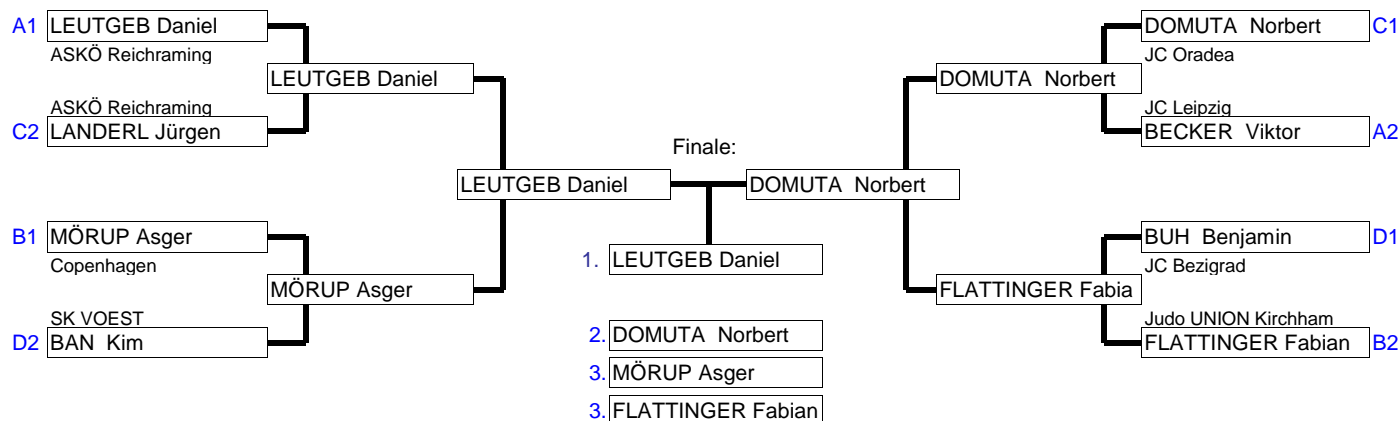 A1 LEUTGEB Daniel
ASKÖ Reichraming
LEUTGEB Daniel
ASKÖ Reichraming
C2 LANDERL Jürgen
LEUTGEB Daniel
B1 MÖRUP Asger
Copenhagen
MÖRUP Asger
SK VOEST
D2 BAN Kim
Finale:
1. LEUTGEB Daniel
2. DOMUTA Norbert
3. MÖRUP Asger
3. FLATTINGER Fabian
DOMUTA Norbert C1
JC Oradea
DOMUTA Norbert
JC Leipzig
BECKER Viktor A2
DOMUTA Norbert
BUH Benjamin D1
JC Bezigrad
FLATTINGER Fabia
Judo UNION Kirchham
FLATTINGER Fabian B2